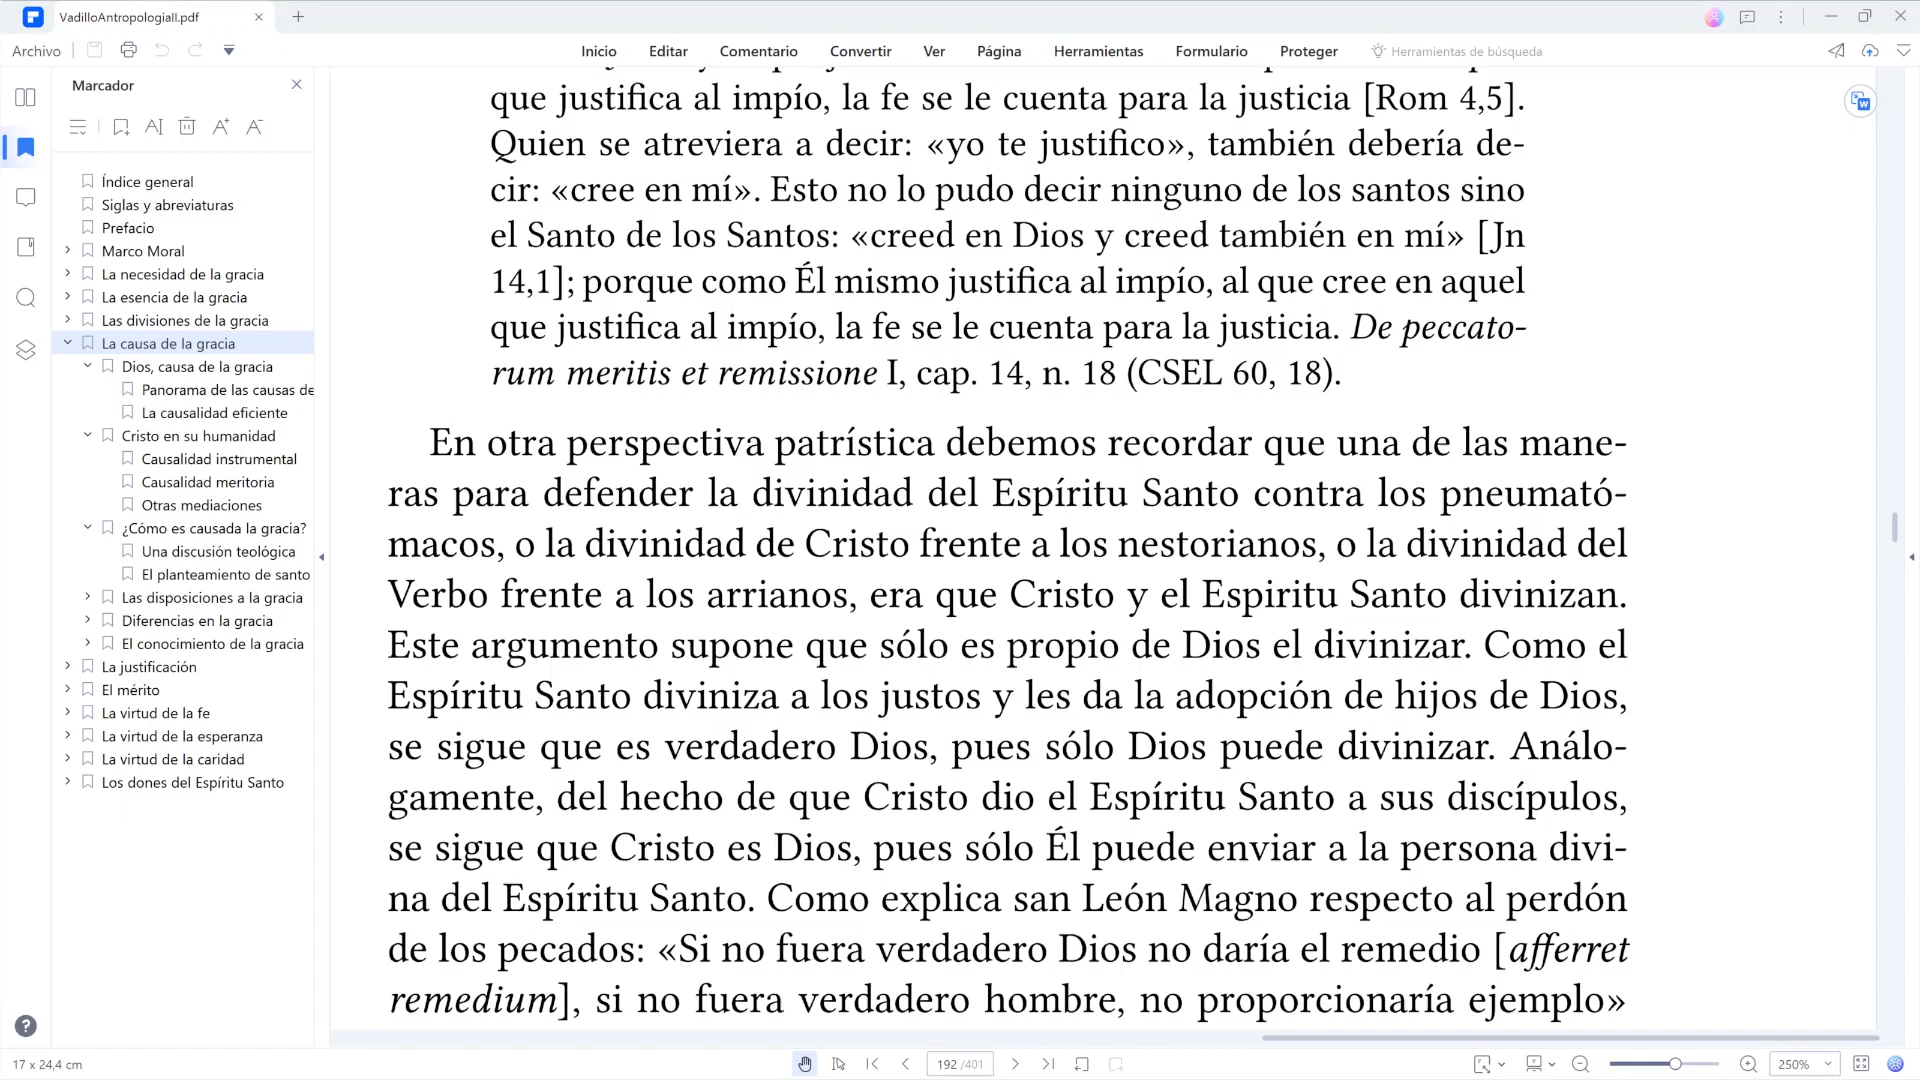 VadilloAntropologiaII.pdf
Archivo
Inicio
Editar
Comentario
Convertir
Ver
Página
Herramientas
Formulario
Proteger
Herramientas de búsqueda
Marcador
Índice general
Siglas y abreviaturas
Prefacio
Marco Moral
La necesidad de la gracia
La esencia de la gracia
Las divisiones de la gracia
La causa de la gracia
Dios, causa de la gracia
Panorama de las causas de
La causalidad eficiente
Cristo en su humanidad
Causalidad instrumental
Causalidad meritoria
Otras mediaciones
¿Cómo es causada la gracia?
Una discusión teológica
El planteamiento de santo
Las disposiciones a la gracia
Diferencias en la gracia
El conocimiento de la gracia
La justificación
El mérito
La virtud de la fe
La virtud de la esperanza
La virtud de la caridad
Los dones del Espíritu Santo
que justifica al impío, la fe se le cuenta para la justicia [Rom 4,5].
Quien se atreviera a decir: «yo te justifico», también debería de-
cir: «cree en mí». Esto no lo pudo decir ninguno de los santos sino
el Santo de los Santos: «creed en Dios y creed también en mí» [Jn
14,1]; porque como Él mismo justifica al impío, al que cree en aquel
que justifica al impío, la fe se le cuenta para la justicia. De peccato-
rum meritis et remissione I, cap. 14, n. 18 (CSEL 60, 18).
En otra perspectiva patrística debemos recordar que una de las mane-
ras para defender la divinidad del Espíritu Santo contra los pneumató-
macos, o la divinidad de Cristo frente a los nestorianos, o la divinidad del
Verbo frente a los arrianos, era que Cristo y el Espiritu Santo divinizan.
Este argumento supone que sólo es propio de Dios el divinizar. Como el
Espíritu Santo diviniza a los justos y les da la adopción de hijos de Dios,
se sigue que es verdadero Dios, pues sólo Dios puede divinizar. Análo-
gamente, del hecho de que Cristo dio el Espíritu Santo a sus discípulos,
se sigue que Cristo es Dios, pues sólo Él puede enviar a la persona divi-
na del Espíritu Santo. Como explica san León Magno respecto al perdón
de los pecados: «Si no fuera verdadero Dios no daría el remedio [afferret
remedium], si no fuera verdadero hombre, no proporcionaría ejemplo»
17 x 24,4 cm
192 /401
250%